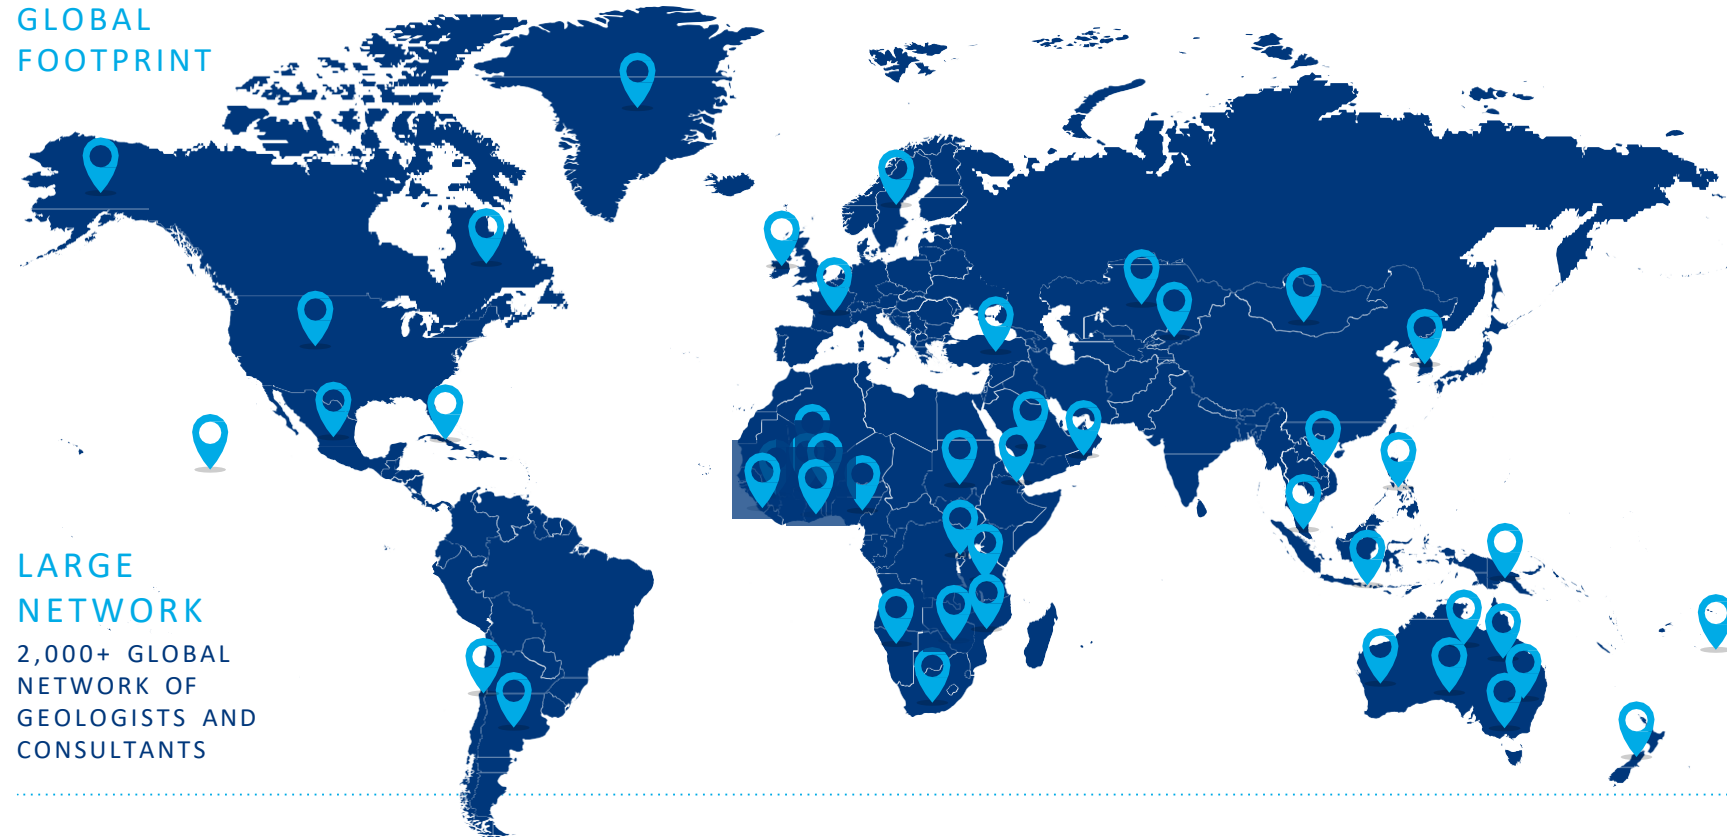 GLOBAL
FOOTPRINT
LARGE
NETWORK
2,000+ GLOBAL
NETWORK OF
GEOLOGISTS AND
CONSULTANTS